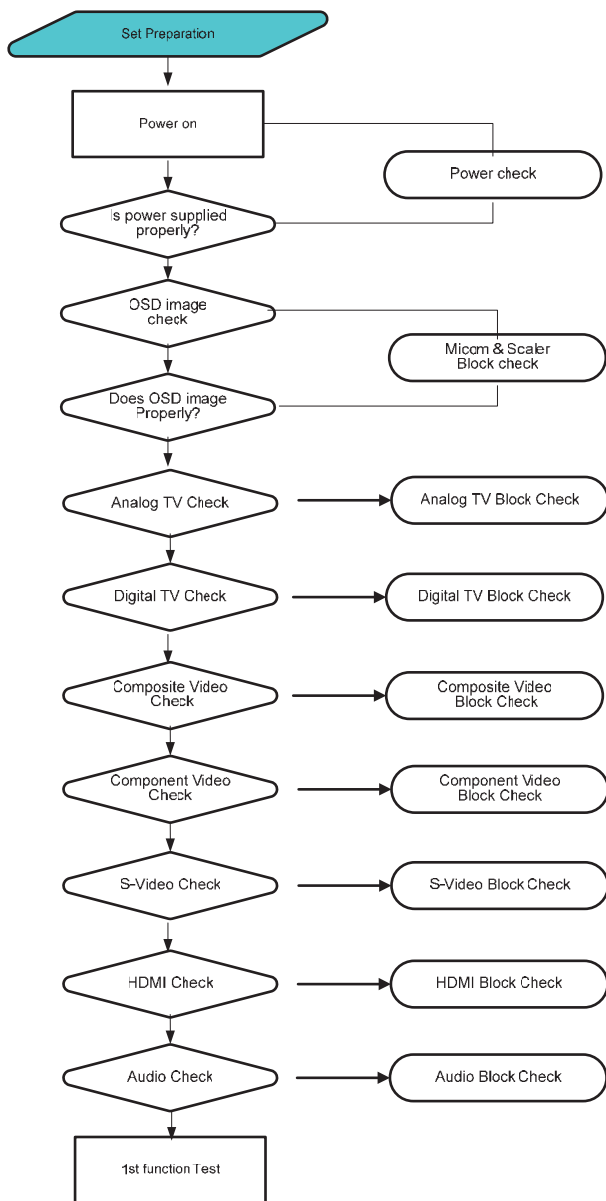 Set Preparation
Power on
Power check
Is power supplied
properly?
OSD image
check
Micom & Scaler
Block check
Does OSD image
Properly?
Analog TV Check
Analog TV Block Check
Digital TV Check
Digital TV Block Check
Composite Video
Check
Composite Video
Block Check
Component Video
Check
Component Video
Block Check
S-Video Check
S-Video Block Check
HDMI Check
HDMI Block Check
Audio Check
Audio Block Check
1st function Test